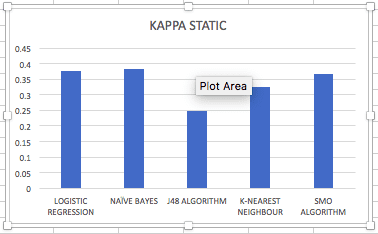 KAPPA STATIC
0.45
0.4
0.35
Plot Area
0.3
0.25
0.2
0.15
0.1
0.05
0
LOGISTIC REGRESSION
NAÏVE BAYES
J48 ALGORITHM
K-NEAREST NEIGHBOUR
SMO ALGORITHM